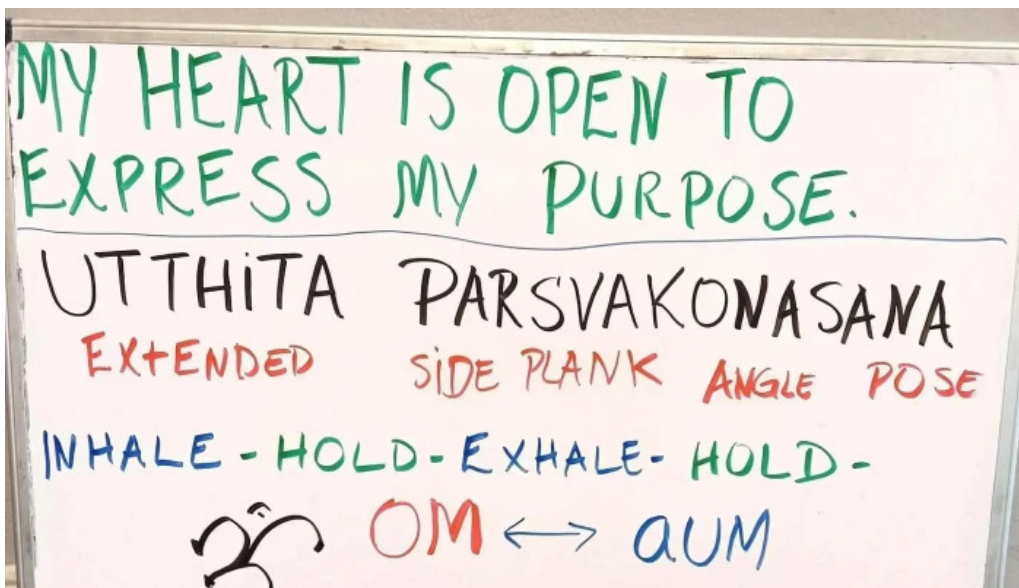 MY HEART IS OPEN TO
EXPRESS MY PURPOSE.
UTTHiTA PARSVAKONASANA
EXtENDED SiDE PLANK ANGLE POSE
INHALE - HOLD - EXHALE - HOLD -
ॐ OM ↔ aUM